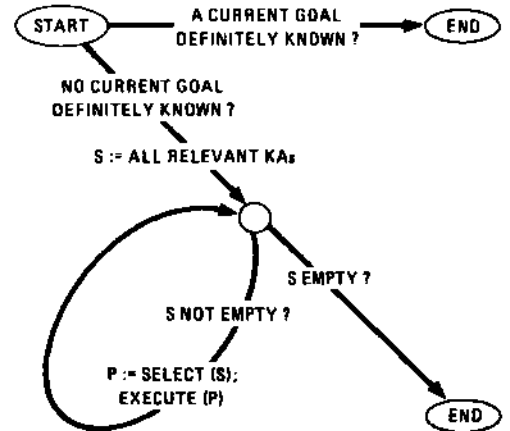 START
A CURRENT GOAL
DEFINITELY KNOWN ?
END
NO CURRENT GOAL
DEFINITELY KNOWN ?
S := ALL RELEVANT KAs
S EMPTY ?
S NOT EMPTY ?
P := SELECT (S);
EXECUTE (P)
END